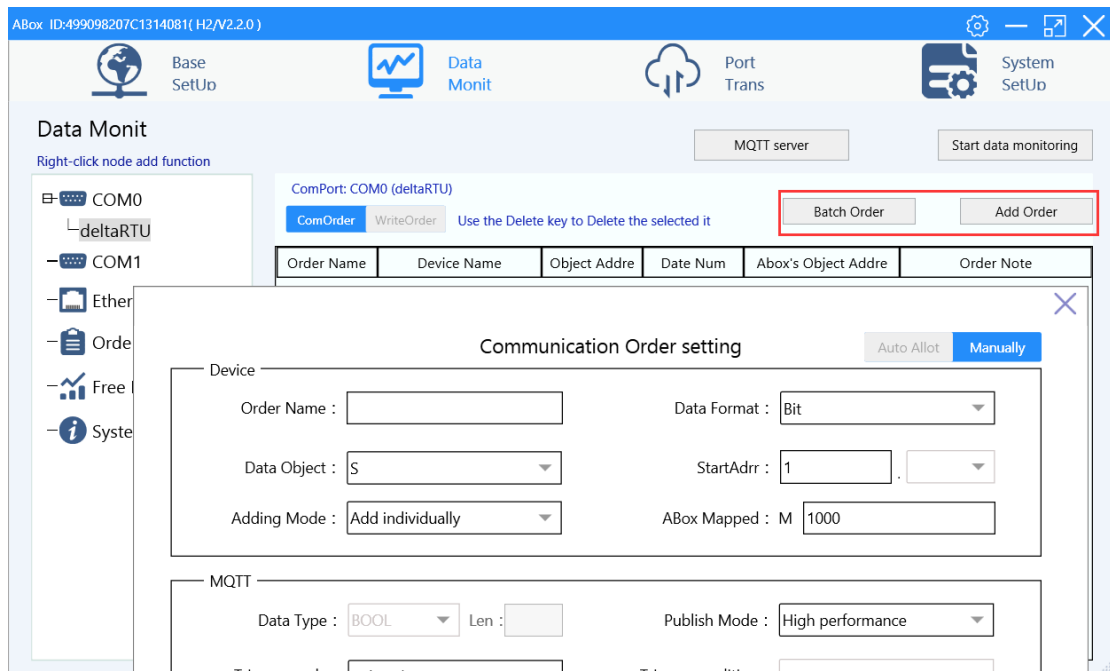 ABox ID:499098207C1314081( H2/V2.2.0 )
Base SetUp
Data Monit
Port Trans
System SetUp
Data Monit
Right-click node add function
MQTT server
Start data monitoring
COM0
deltaRTU
COM1
Ether
Orde
Free
Syste
ComPort: COM0 (deltaRTU)
ComOrder WriteOrder Use the Delete key to Delete the selected it
Batch Order Add Order
Order Name Device Name Object Addre Date Num Abox's Object Addre Order Note
Communication Order setting
Auto Allot Manually
Device
Order Name : Data Format : Bit
Data Object : S StartAdrr : 1 .
Adding Mode : Add individually ABox Mapped : M 1000
MQTT
Data Type : BOOL Len : Publish Mode : High performance